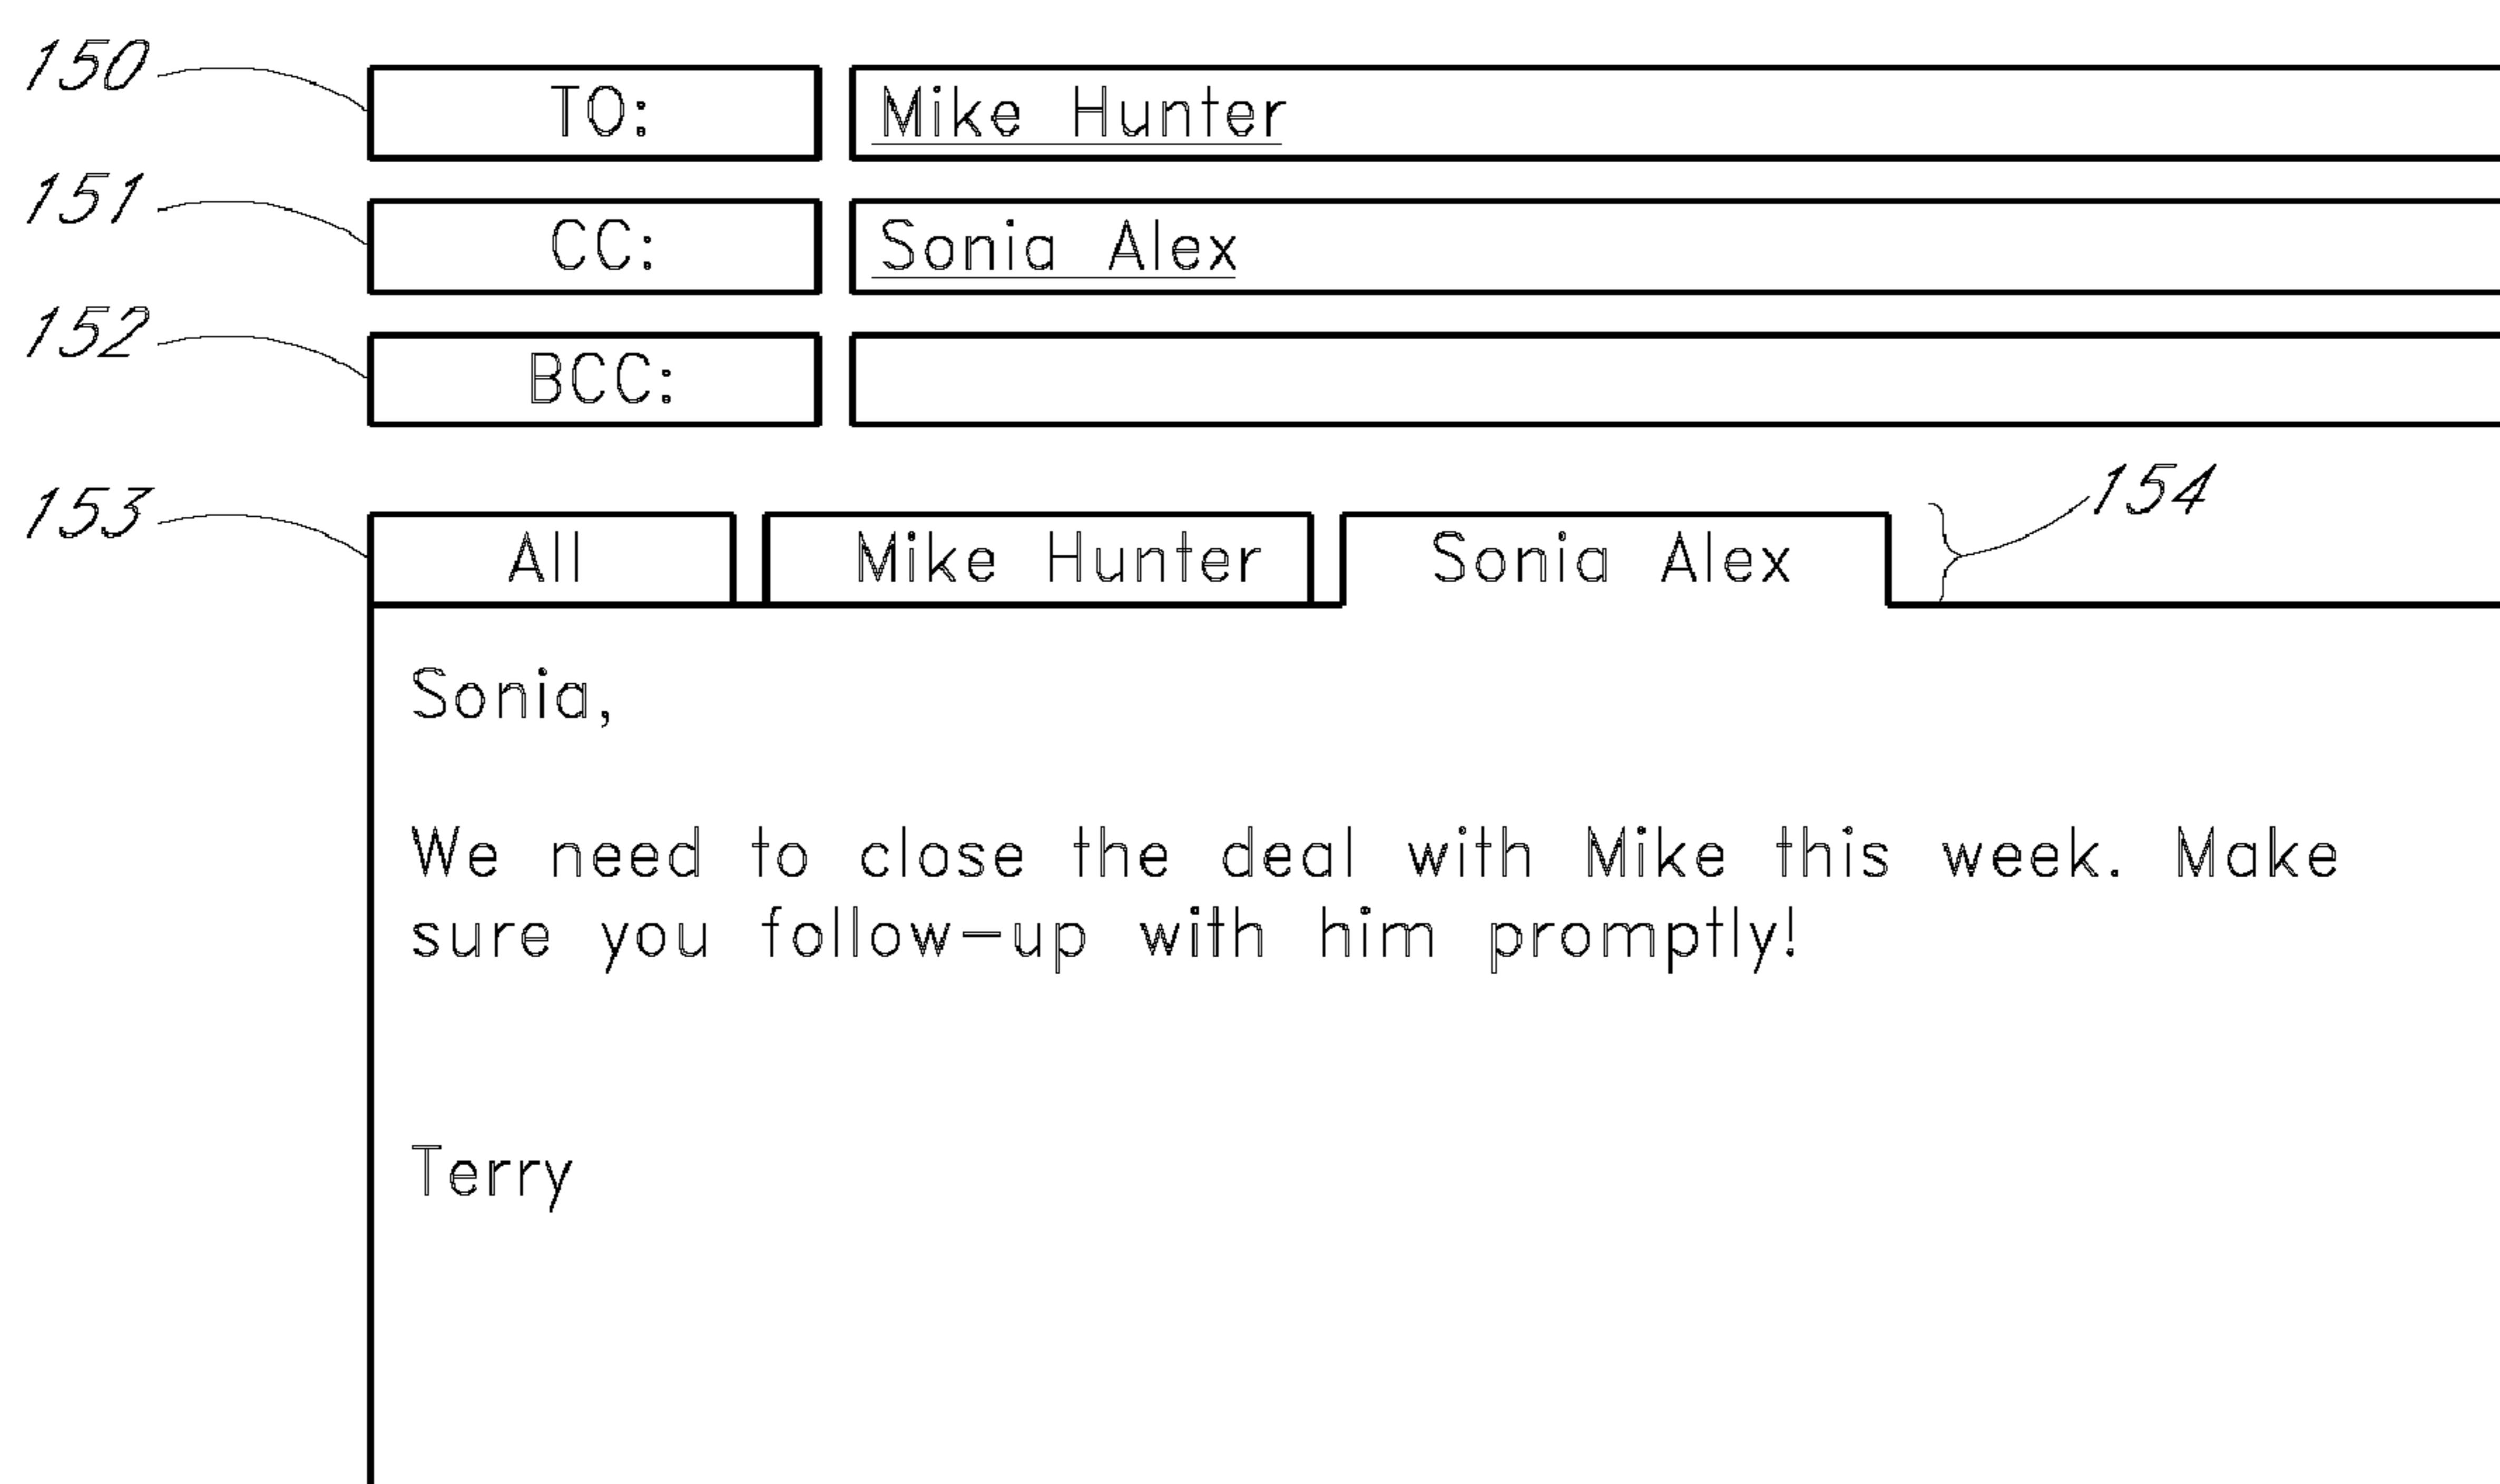 150 TO: Mike Hunter
151 CC: Sonia Alex
152 BCC:
154
153 All Mike Hunter Sonia Alex
Sonia,
We need to close the deal with Mike this week. Make
sure you follow-up with him promptly!
Terry